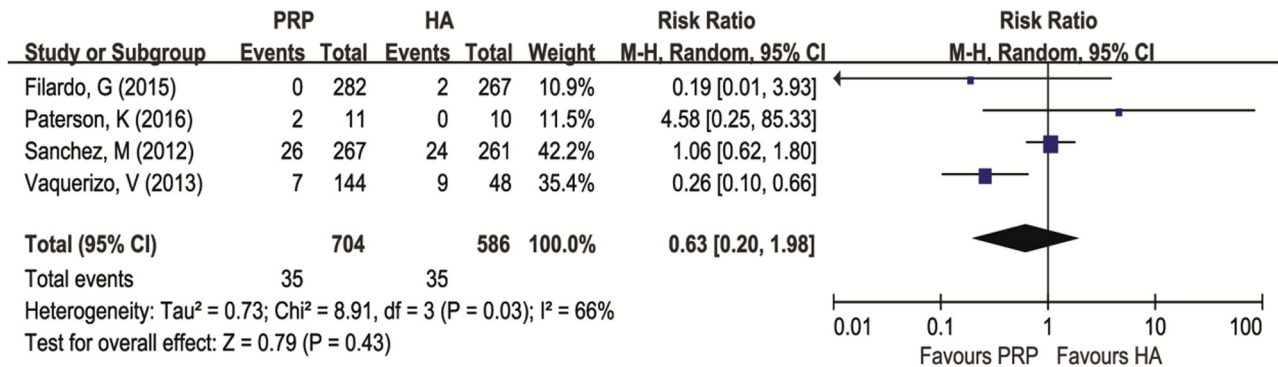 PRP HA Risk Ratio Risk Ratio
Study or Subgroup Events Total Events Total Weight M-H, Random, 95% CI M-H, Random, 95% CI
Filardo, G (2015) 0 282 2 267 10.9% 0.19 [0.01, 3.93]
Paterson, K (2016) 2 11 0 10 11.5% 4.58 [0.25, 85.33]
Sanchez, M (2012) 26 267 24 261 42.2% 1.06 [0.62, 1.80]
Vaquerizo, V (2013) 7 144 9 48 35.4% 0.26 [0.10, 0.66]
Total (95% CI) 704 586 100.0% 0.63 [0.20, 1.98]
Total events 35 35
Heterogeneity: Tau² = 0.73; Chi² = 8.91, df = 3 (P = 0.03); I² = 66%
Test for overall effect: Z = 0.79 (P = 0.43)
0.01 0.1 1 10 100
Favours PRP Favours HA